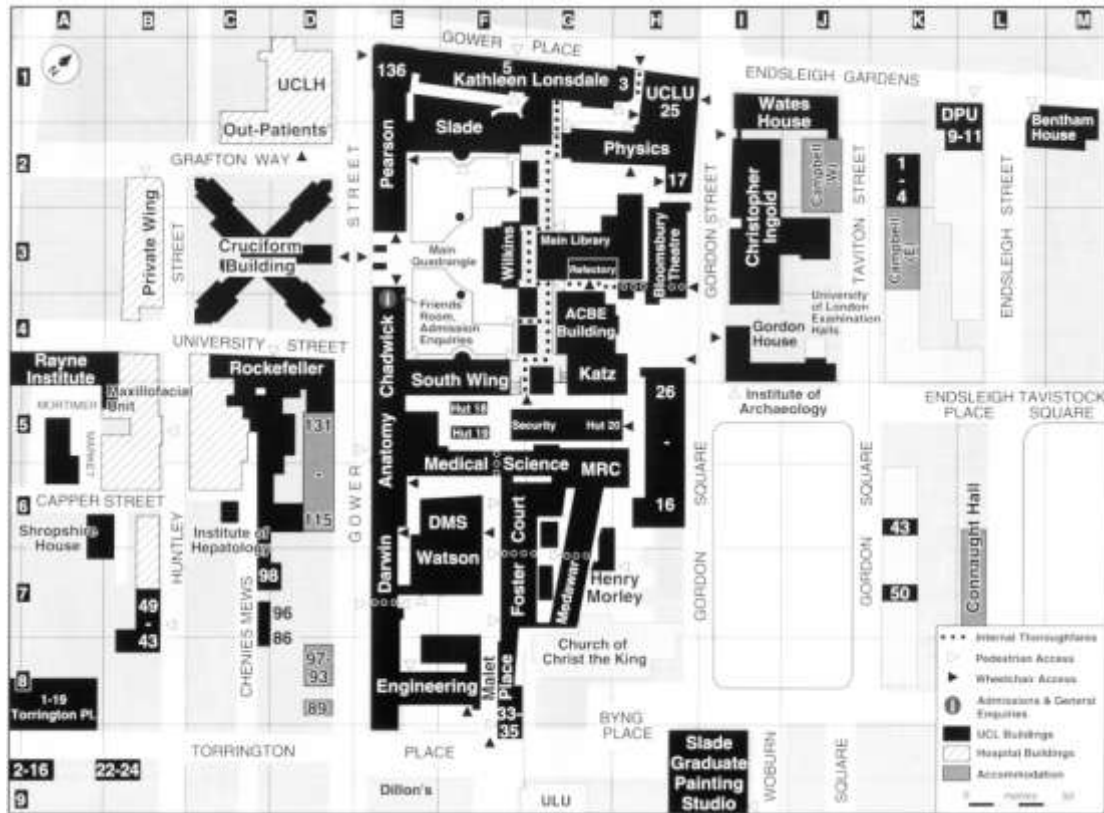 A B C D E F G H I J K L M
1
2
3
4
5
6
7
8
9
N
GOWER PLACE
ENDSLEIGH GARDENS
UCLH
Out-Patients
GRAFTON WAY
136
5
Kathleen Lonsdale
3
UCLU
25
Slade
Physics
17
Pearson
STREET
Wates
House
Campbell
(W)
DPU
9-11
Bentham
House
1
-
4
Campbell
(E)
TAVITON STREET
ENDSLEIGH STREET
GORDON STREET
Christopher
Ingold
Private Wing
STREET
Cruciform
Building
Main
Quadrangle
Wilkins
Main Library
Refectory
Bloomsbury
Theatre
Friends
Room,
Admission
Enquiries
ACBE
Building
University
of London
Examination
Halls
Gordon
House
UNIVERSITY STREET
Rayne
Institute
Maxillofacial
Unit
Rockefeller
Chadwick
South Wing
Katz
Institute of
Archaeology
ENDSLEIGH
PLACE
TAVISTOCK
SQUARE
MORTIMER
MARKET
131
-
115
Anatomy
Hut 18
Hut 19
Security
Hut 20
26
-
16
Medical Science
MRC
CAPPER STREET
Shropshire
House
HUNTLEY
Institute of
Hepatology
GOWER
DMS
Watson
Darwin
Foster Court
Medawar
Henry
Morley
GORDON SQUARE
GORDON SQUARE
43
50
Connaught Hall
49
-
43
CHENIES MEWS
98
96
86
97-
93
89
Church of
Christ the King
1-19
Torrington Pl.
Engineering
Malet
Place
33-
35
BYNG
PLACE
TORRINGTON
PLACE
2-16
22-24
Dillon's
ULU
Slade
Graduate
Painting
Studio
WOBURN
SQUARE
Internal Thoroughfares
Pedestrian Access
Wheelchair Access
Admissions & General
Enquiries
UCL Buildings
Hospital Buildings
Accommodation
0 metres 50